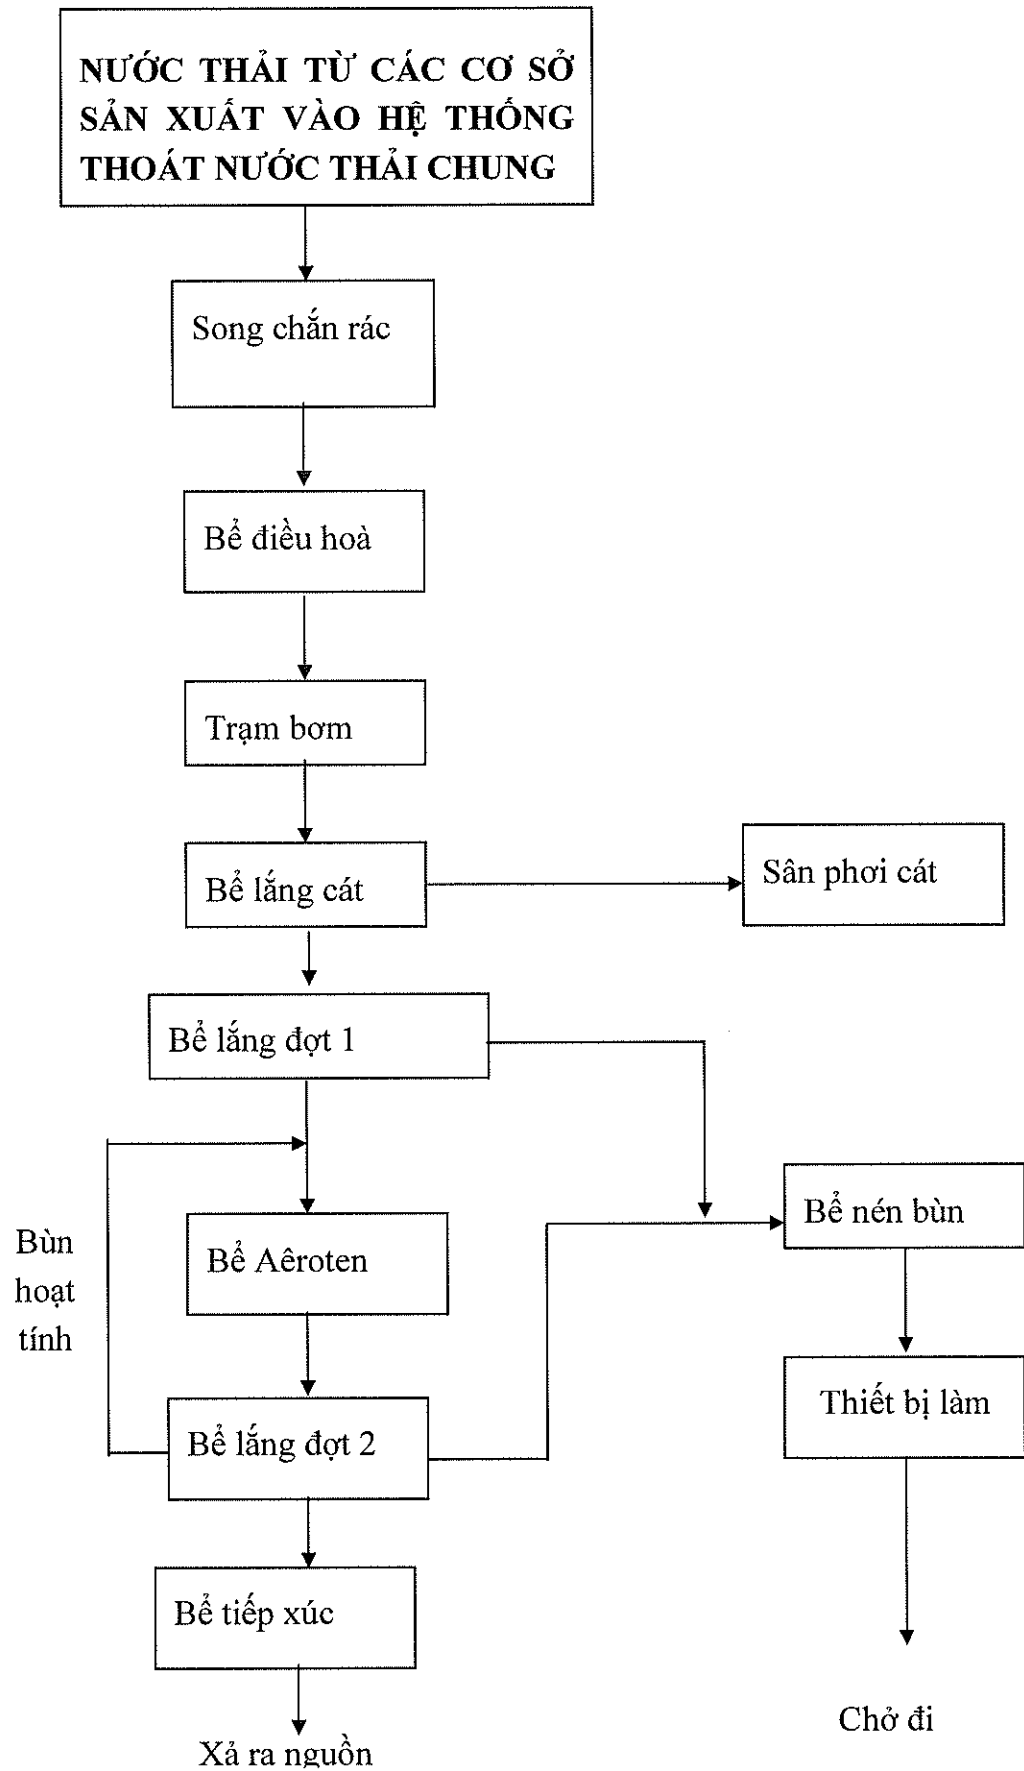 NƯỚC THẢI TỪ CÁC CƠ SỞ
SẢN XUẤT VÀO HỆ THỐNG
THOÁT NƯỚC THẢI CHUNG
Song chắn rác
Bể điều hoà
Trạm bơm
Bể lắng cát
Sân phơi cát
Bể lắng đợt 1
Bể nén bùn
Bùn
hoạt
tính
Bể Aêroten
Thiết bị làm
Bể lắng đợt 2
Bể tiếp xúc
Chở đi
Xả ra nguồn